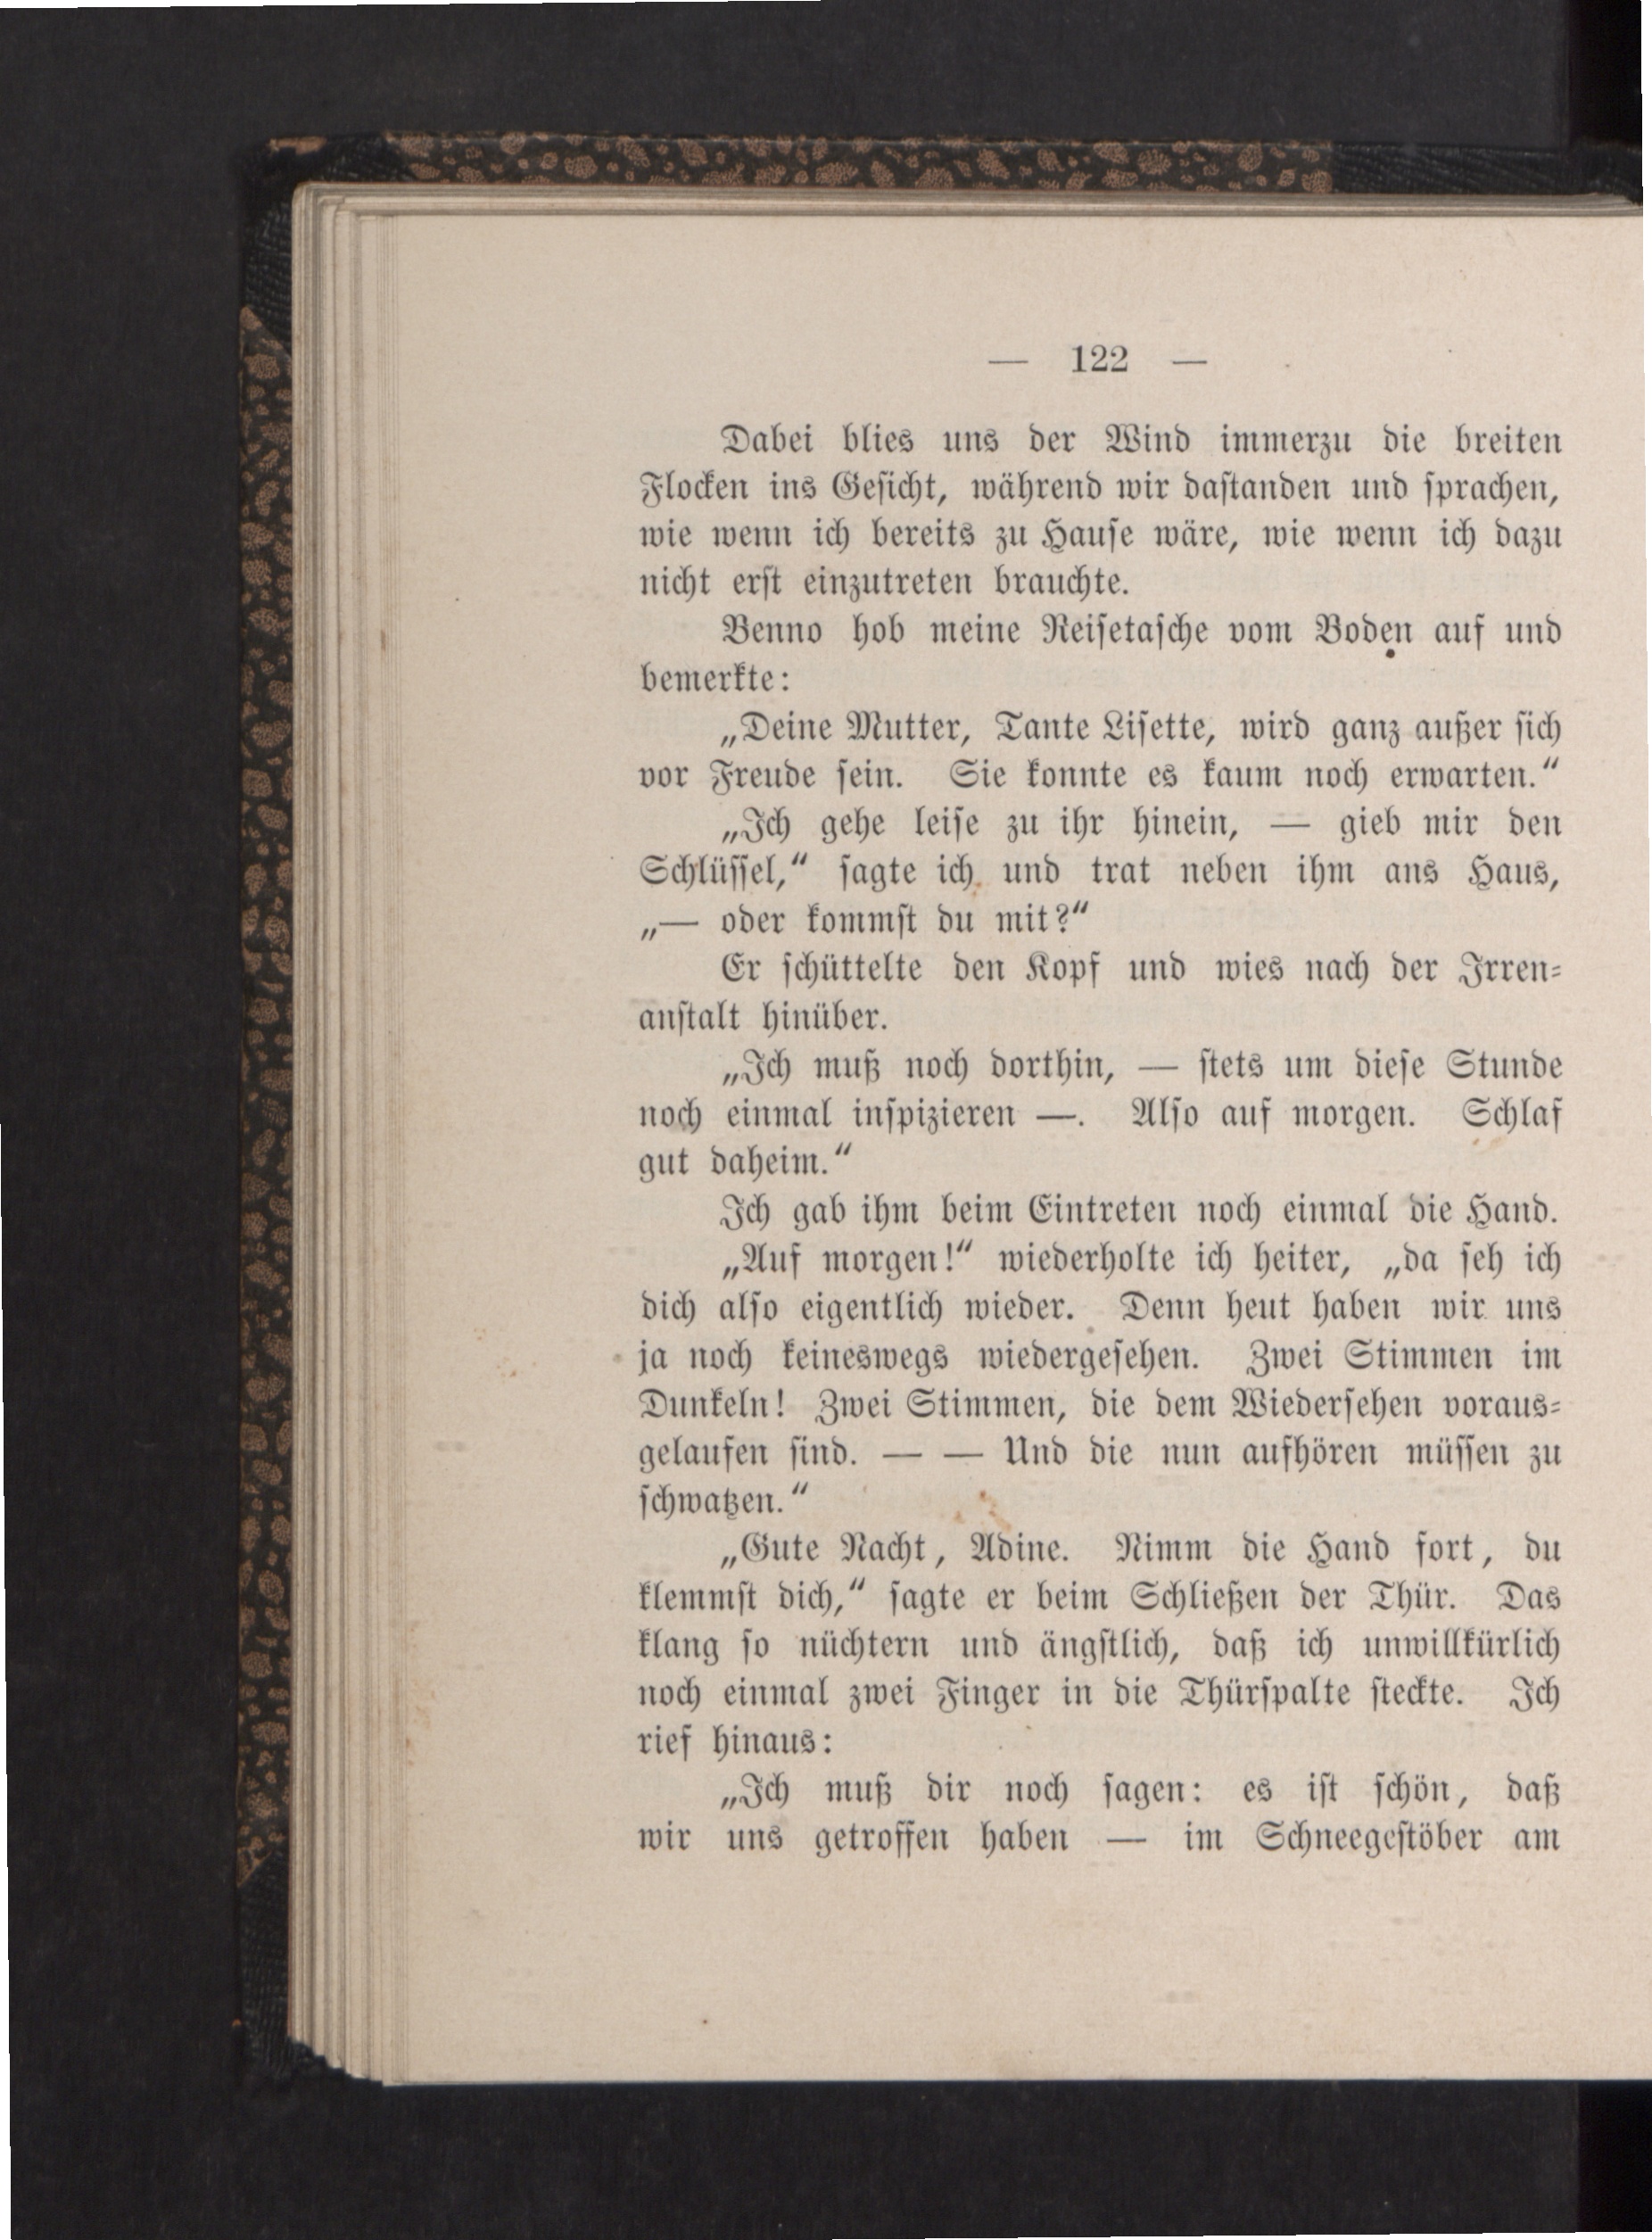 — 122 —
Dabei blies uns der Wind immerzu die breiten
Flocken ins Geſicht, während wir daſtanden und ſprachen,
wie wenn ich bereits zu Hauſe wäre, wie wenn ich dazu
nicht erſt einzutreten brauchte.
Benno hob meine Reiſetaſche vom Boden auf und
bemerkte:
„Deine Mutter, Tante Liſette, wird ganz außer ſich
vor Freude ſein. Sie konnte es kaum noch erwarten.“
„Ich gehe leiſe zu ihr hinein, — gieb mir den
Schlüſſel,“ ſagte ich und trat neben ihm ans Haus,
„— oder kommſt du mit?“
Er ſchüttelte den Kopf und wies nach der Irren⸗
anſtalt hinüber.
„Ich muß noch dorthin, — ſtets um dieſe Stunde
noch einmal inſpizieren —. Alſo auf morgen. Schlaf
gut daheim.“
Ich gab ihm beim Eintreten noch einmal die Hand.
„Auf morgen!“ wiederholte ich heiter, „da ſeh ich
dich alſo eigentlich wieder. Denn heut haben wir uns
ja noch keineswegs wiedergeſehen. Zwei Stimmen im
Dunkeln! Zwei Stimmen, die dem Wiederſehen voraus⸗
gelaufen ſind. — — Und die nun aufhören müſſen zu
ſchwatzen.“
„Gute Nacht, Adine. Nimm die Hand fort, du
klemmſt dich,“ ſagte er beim Schließen der Thür. Das
klang ſo nüchtern und ängſtlich, daß ich unwillkürlich
noch einmal zwei Finger in die Thürſpalte ſteckte. Ich
rief hinaus:
„Ich muß dir noch ſagen: es iſt ſchön, daß
wir uns getroffen haben — im Schneegeſtöber am